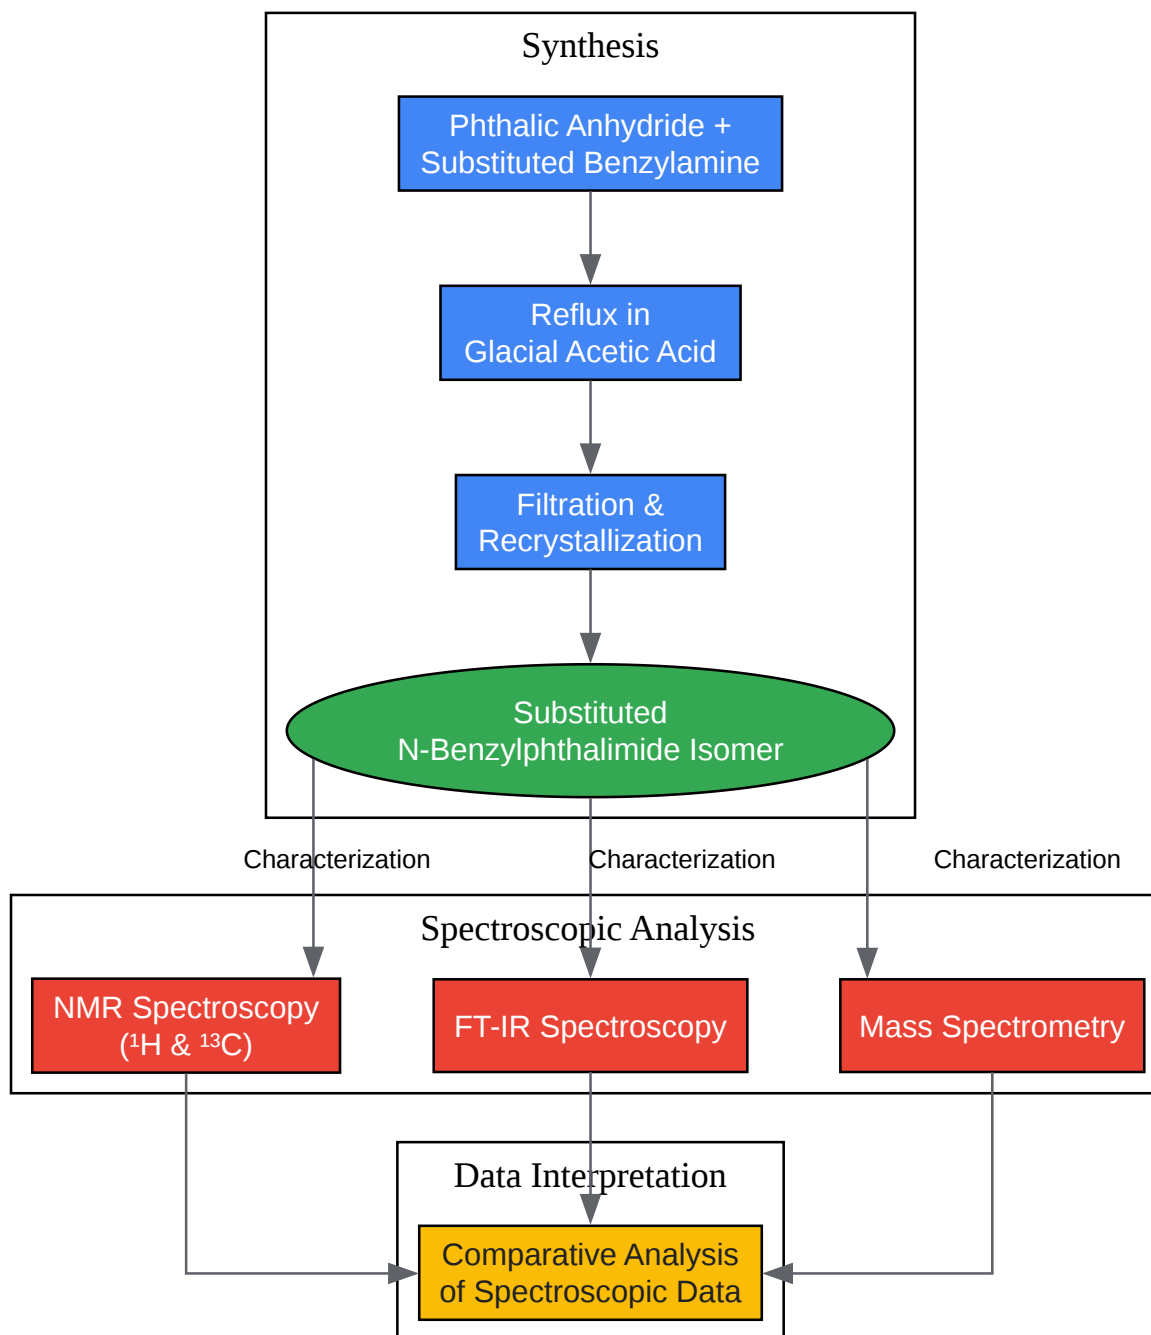 Synthesis
Phthalic Anhydride +
Substituted Benzylamine
Reflux in
Glacial Acetic Acid
Filtration &
Recrystallization
Substituted
N-Benzylphthalimide Isomer
Characterization
Characterization
Characterization
Spectroscopic Analysis
NMR Spectroscopy
(¹H & ¹³C)
FT-IR Spectroscopy
Mass Spectrometry
Data Interpretation
Comparative Analysis
of Spectroscopic Data